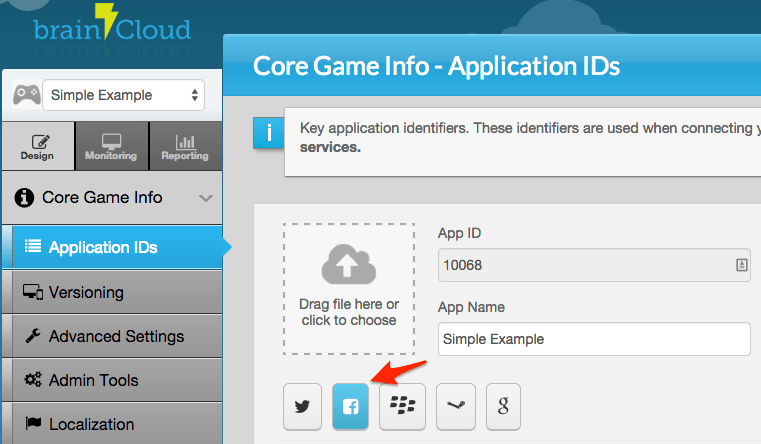 brainCloud
Core Game Info - Application IDs
Simple Example
i
Key application identifiers. These identifiers are used when connecting
services.
Design
Monitoring
Reporting
Core Game Info
Application IDs
Versioning
Advanced Settings
Admin Tools
Localization
Drag file here or
click to choose
App ID
10068
App Name
Simple Example